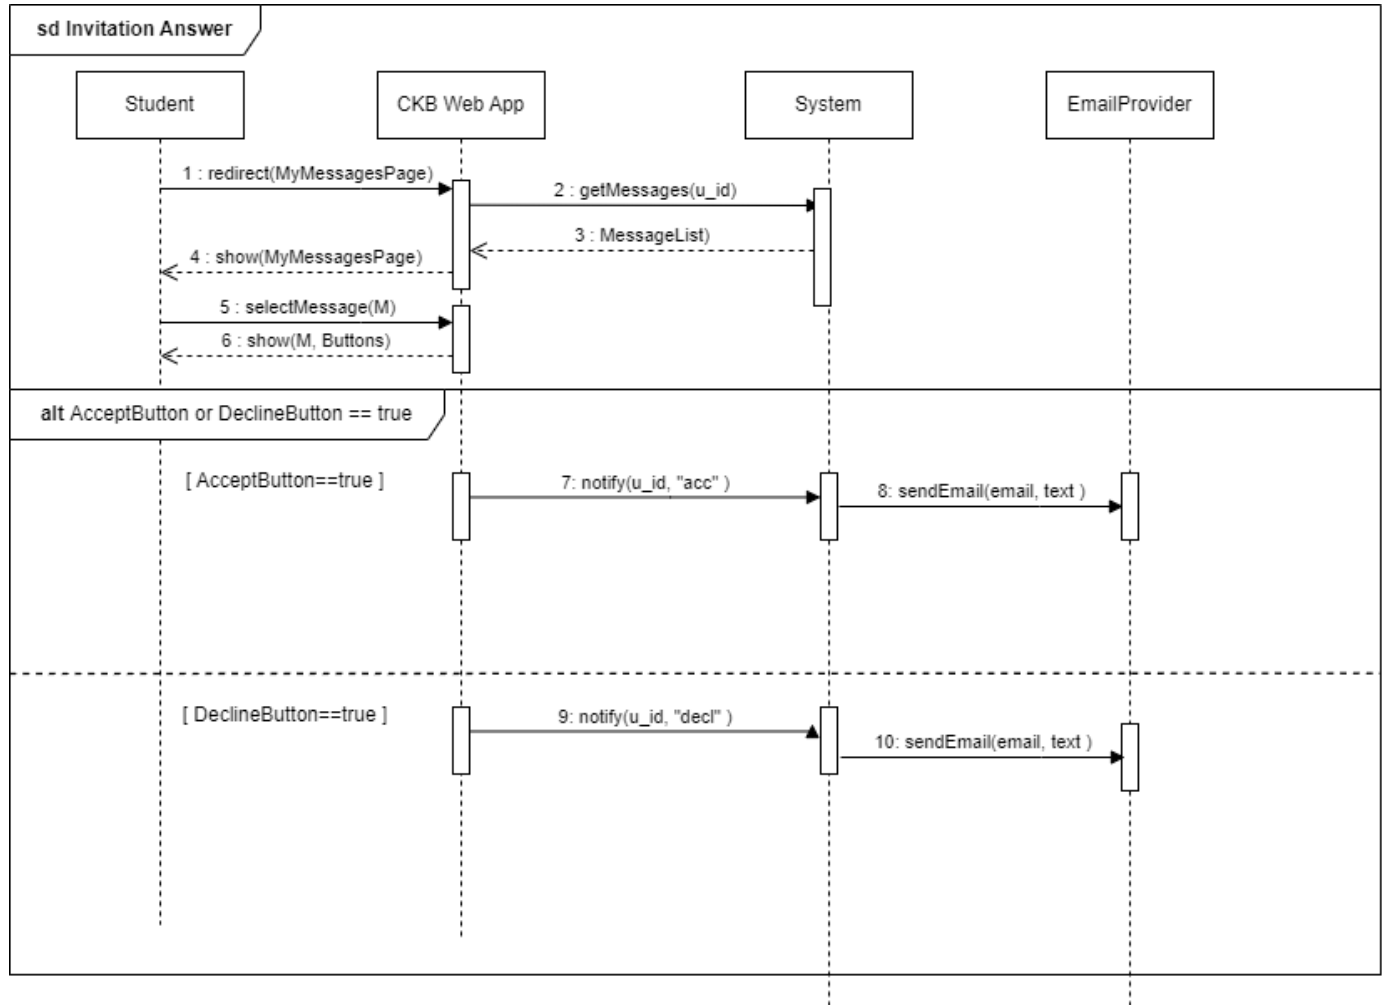 sd Invitation Answer
Student
CKB Web App
System
EmailProvider
1 : redirect(MyMessagesPage)
2 : getMessages(u_id)
3 : MessageList)
4 : show(MyMessagesPage)
5 : selectMessage(M)
6 : show(M, Buttons)
alt AcceptButton or DeclineButton == true
[ AcceptButton==true ]
7: notify(u_id, "acc" )
8: sendEmail(email, text )
[ DeclineButton==true ]
9: notify(u_id, "decl" )
10: sendEmail(email, text )